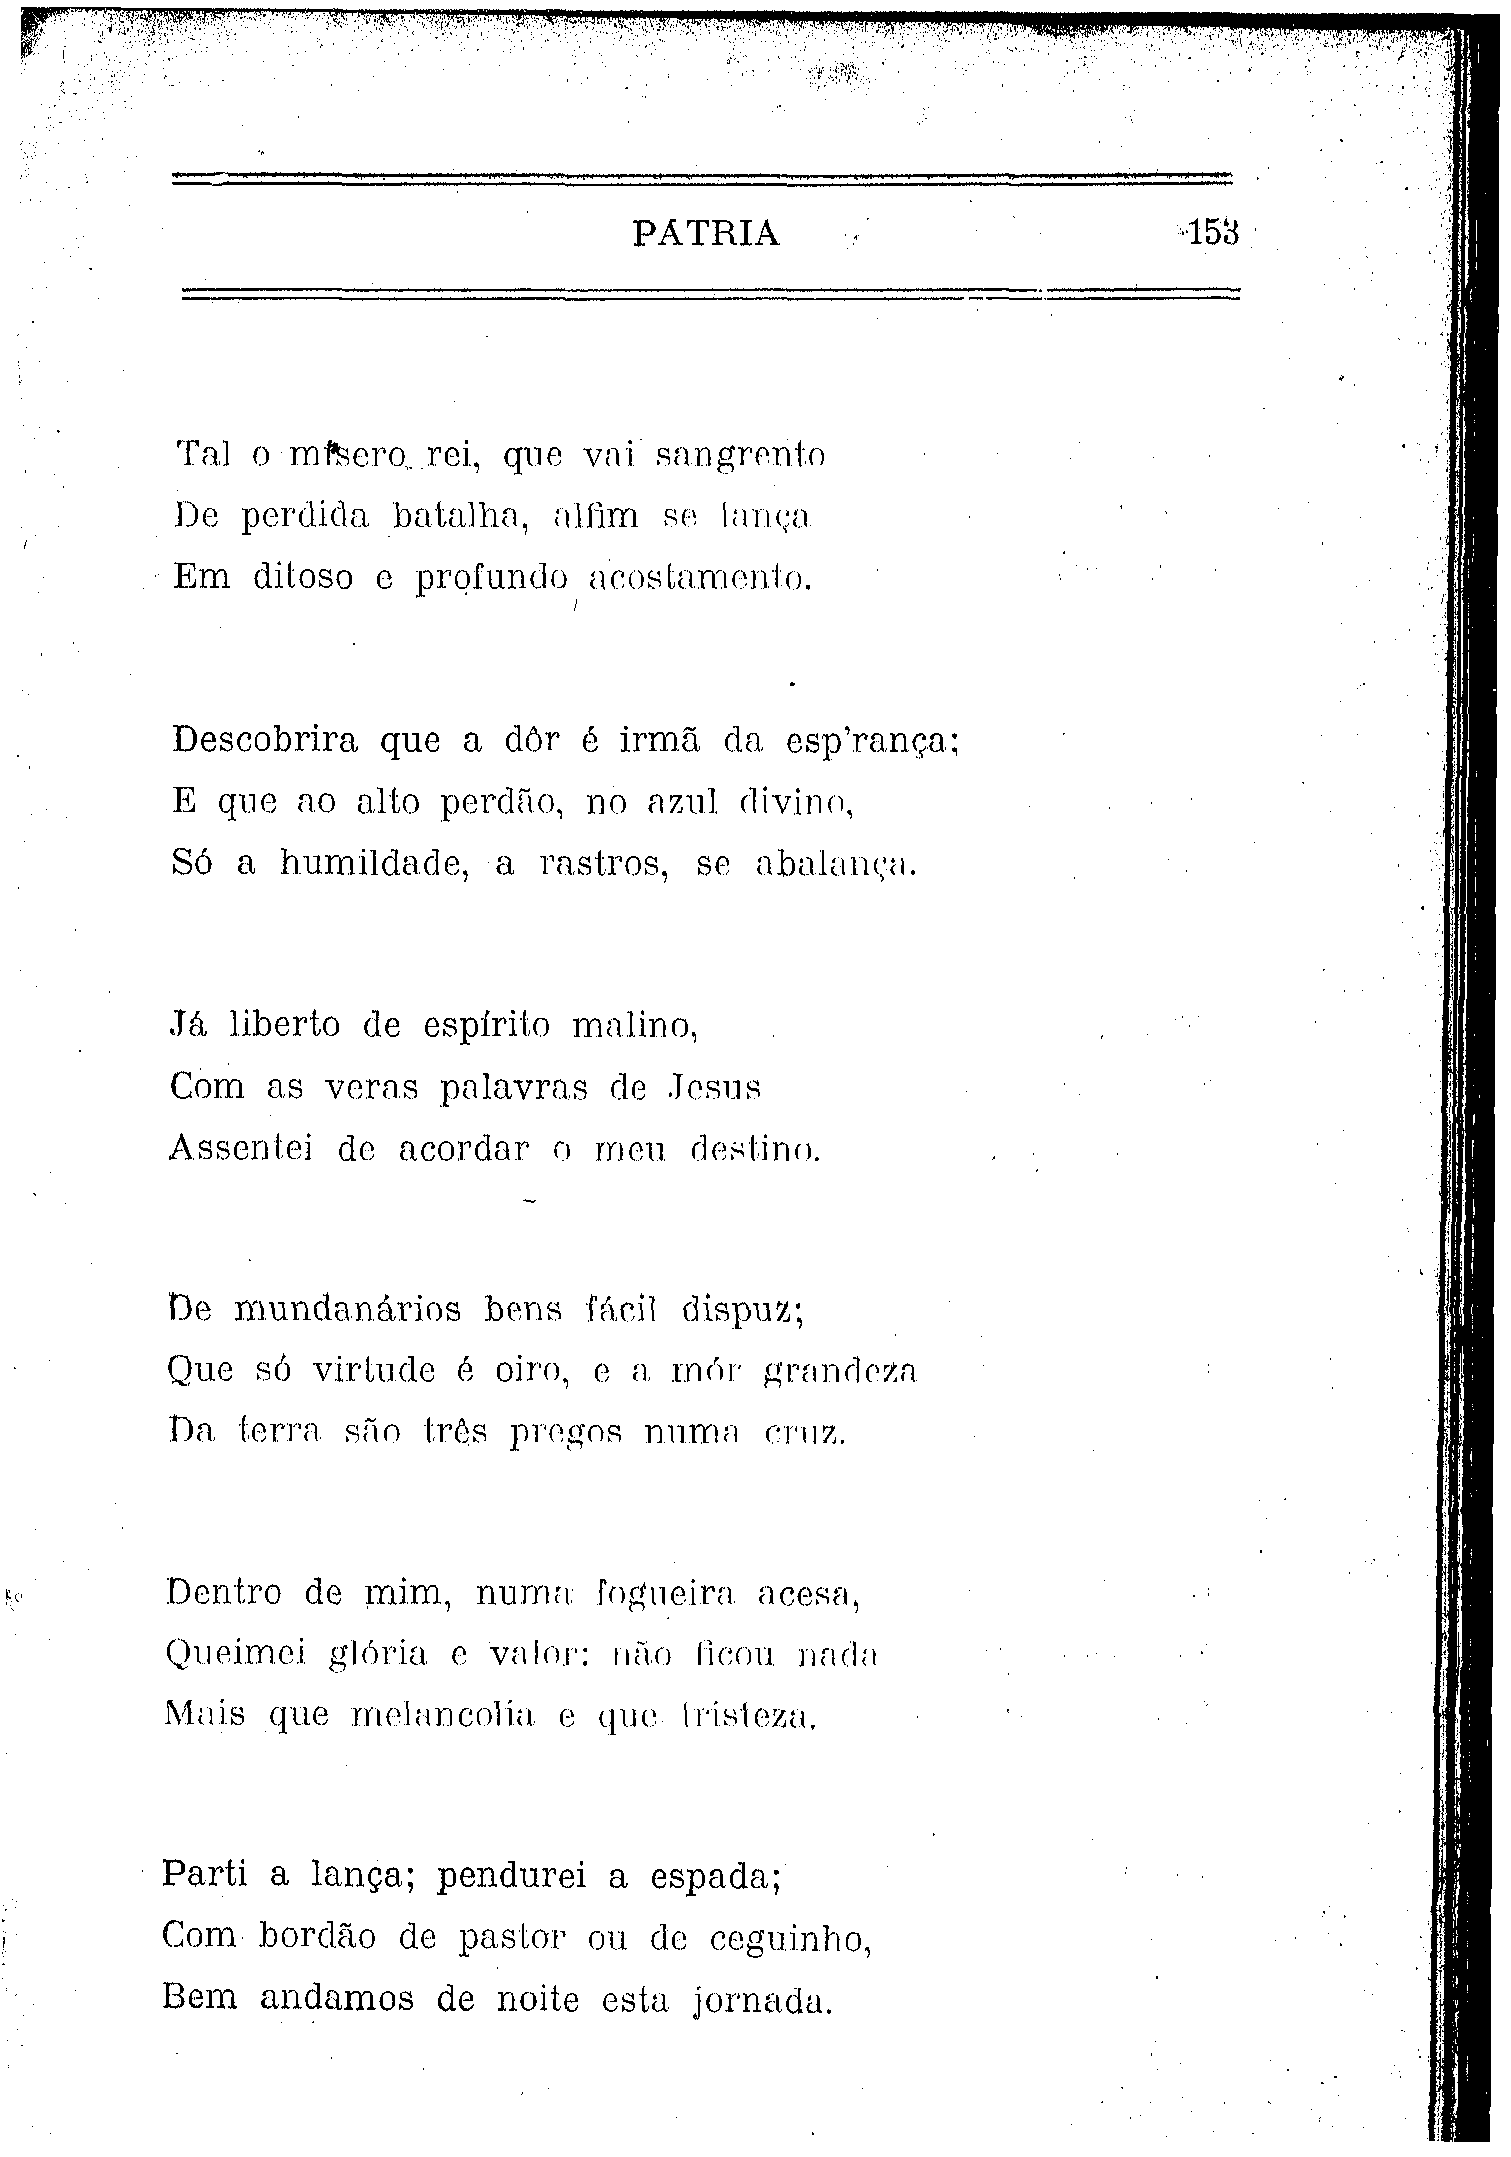 PÁTRIA 153
Tal o mísero rei, que vai sangrento
De perdida batalha, alfim se lança
Em ditoso e profundo acostamento.
Descobrira que a dôr é irmã da esp'rança;
E que ao alto perdão, no azul divino,
Só a humildade, a rastros, se abalança.
Já liberto de espírito malino,
Com as veras palavras de Jesus
Assentei de acordar o meu destino.
De mundanários bens fácil dispuz;
Que só virtude é oiro, e a mór grandeza
Da terra são três pregos numa cruz.
Dentro de mim, numa fogueira acesa,
Queimei glória e valor: não ficou nada
Mais que melancolia e que tristeza.
Parti a lança; pendurei a espada;
Com bordão de pastor ou de ceguinho,
Bem andamos de noite esta jornada.